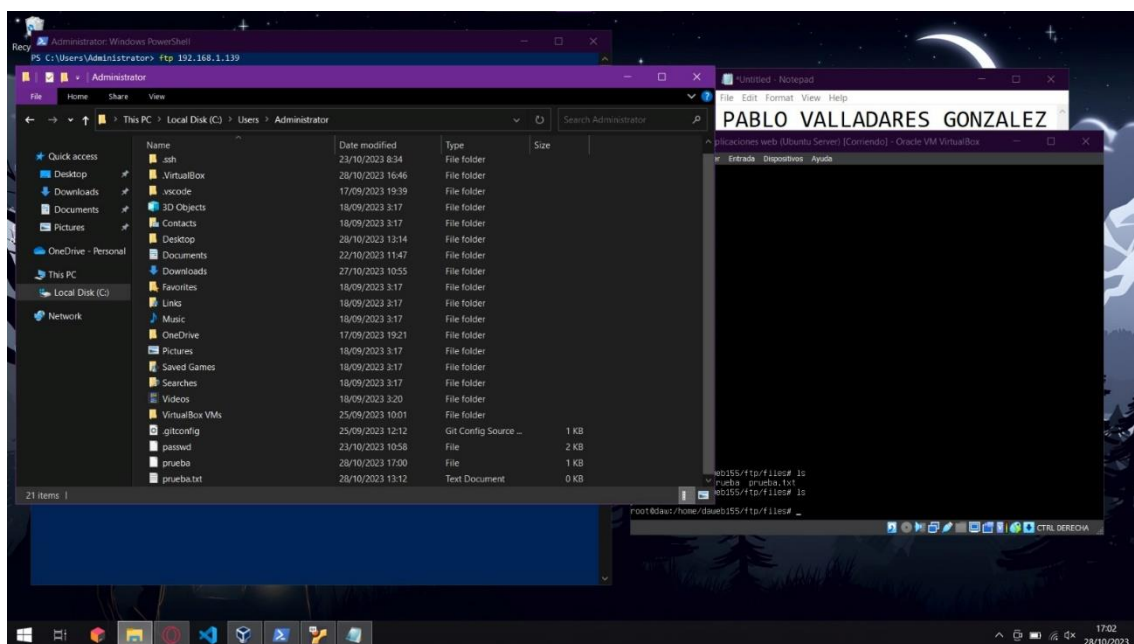 Recy
Administrator: Windows PowerShell
PS C:\Users\Administrator> ftp 192.168.1.139
Administrator
File Home Share View
This PC > Local Disk (C:) > Users > Administrator
Search Administrator
Name Date modified Type Size
Quick access
Desktop
Downloads
Documents
Pictures
OneDrive - Personal
This PC
Local Disk (C:)
Network
.ssh 23/10/2023 8:34 File folder
.VirtualBox 28/10/2023 16:46 File folder
.vscode 17/09/2023 19:39 File folder
3D Objects 18/09/2023 3:17 File folder
Contacts 18/09/2023 3:17 File folder
Desktop 28/10/2023 13:14 File folder
Documents 22/10/2023 11:47 File folder
Downloads 27/10/2023 10:55 File folder
Favorites 18/09/2023 3:17 File folder
Links 18/09/2023 3:17 File folder
Music 18/09/2023 3:17 File folder
OneDrive 17/09/2023 19:21 File folder
Pictures 18/09/2023 3:17 File folder
Saved Games 18/09/2023 3:17 File folder
Searches 18/09/2023 3:17 File folder
Videos 18/09/2023 3:20 File folder
VirtualBox VMs 25/09/2023 10:01 File folder
.gitconfig 25/09/2023 12:12 Git Config Source ... 1 KB
passwd 23/10/2023 10:58 File 2 KB
prueba 28/10/2023 17:00 File 1 KB
prueba.txt 28/10/2023 13:12 Text Document 0 KB
21 items
*Untitled - Notepad
File Edit Format View Help
PABLO VALLADARES GONZALEZ
plicaciones web (Ubuntu Server) [Corriendo] - Oracle VM VirtualBox
er Entrada Dispositivos Ayuda
eb155/ftp/files# ls
rueba prueba.txt
eb155/ftp/files# ls
root@daw:/home/daweb155/ftp/files# _
CTRL DERECHA
17:02
28/10/2023